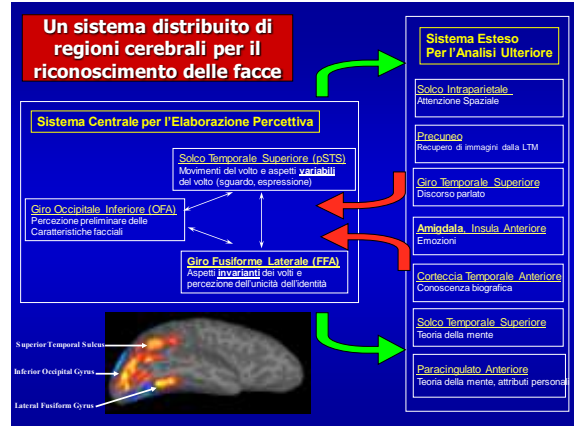 Un sistema distribuito di
regioni cerebrali per il
riconoscimento delle facce
Sistema Centrale per l'Elaborazione Percettiva
Solco Temporale Superiore (pSTS)
Movimenti del volto e aspetti variabili
del volto (sguardo, espressione)
Giro Occipitale Inferiore (OFA)
Percezione preliminare delle
Caratteristiche facciali
Giro Fusiforme Laterale (FFA)
Aspetti invarianti dei volti e
percezione dell'unicità dell'identità
Superior Temporal Sulcus
Inferior Occipital Gyrus
Lateral Fusiform Gyrus
Sistema Esteso
Per l'Analisi Ulteriore
Solco Intraparietale
Attenzione Spaziale
Precuneo
Recupero di immagini dalla LTM
Giro Temporale Superiore
Discorso parlato
Amigdala, Insula Anteriore
Emozioni
Corteccia Temporale Anteriore
Conoscenza biografica
Solco Temporale Superiore
Teoria della mente
Paracingulato Anteriore
Teoria della mente, attributi personali